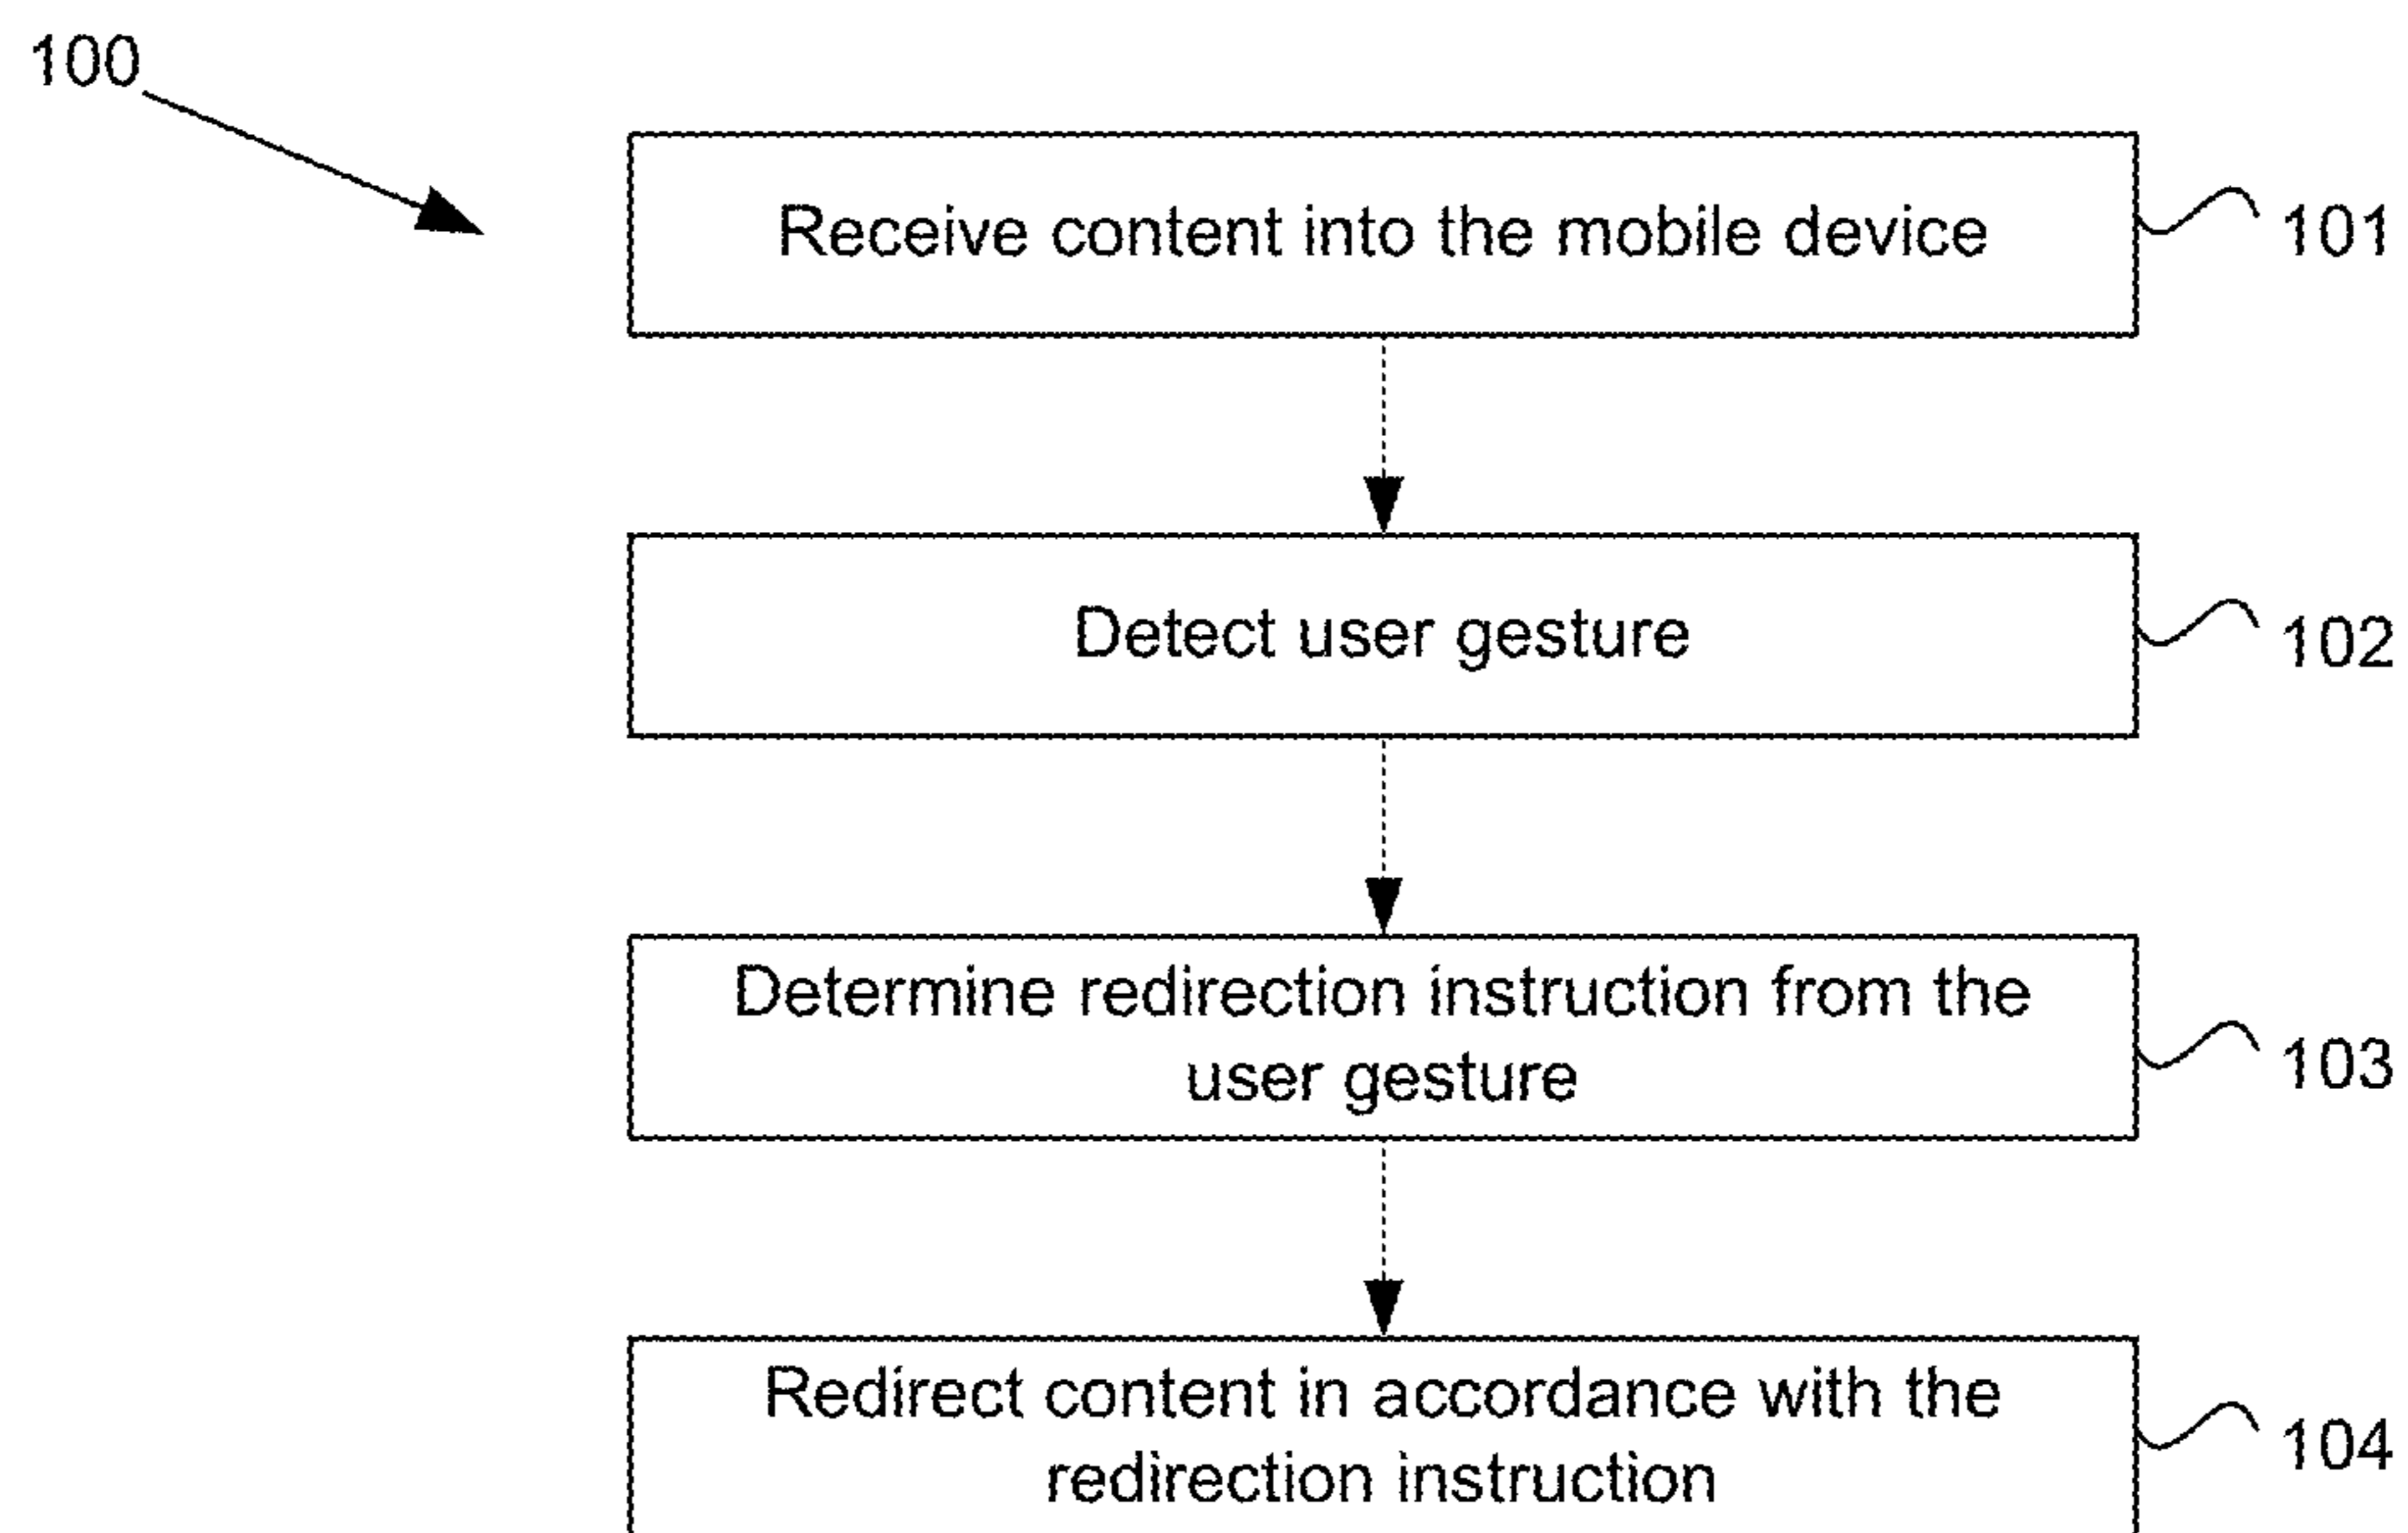 100
Receive content into the mobile device
101
Detect user gesture
102
Determine redirection instruction from the
user gesture
103
Redirect content in accordance with the
redirection instruction
104